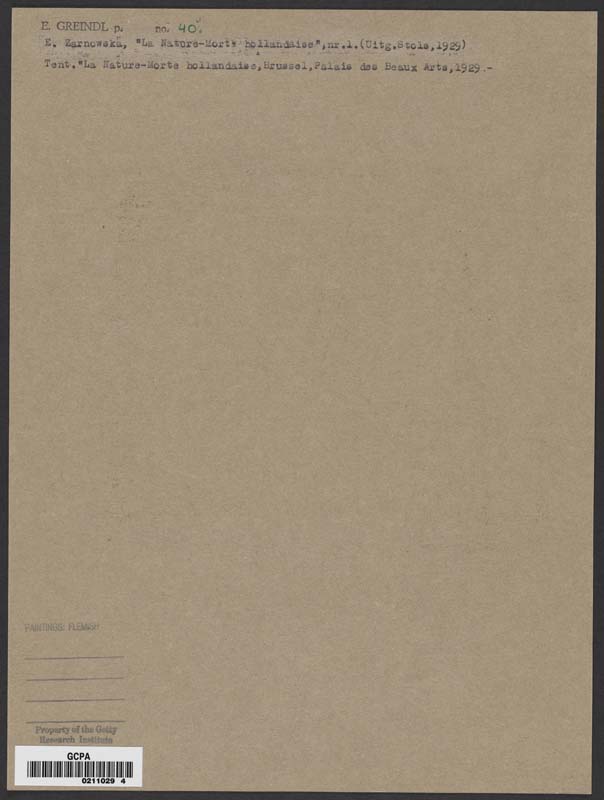 E. GREINDL p. no. 40.
E. Zarnowska, "La Nature-Morte hollandaise", nr.1.(Uitg.Stols,1929)
Tent."La Nature-Morte hollandaise,Brussel,Palais des Beaux Arts,1929.-
PAINTINGS: FLEMISH
Property of the Getty
Research Institute
GCPA
0211029 4